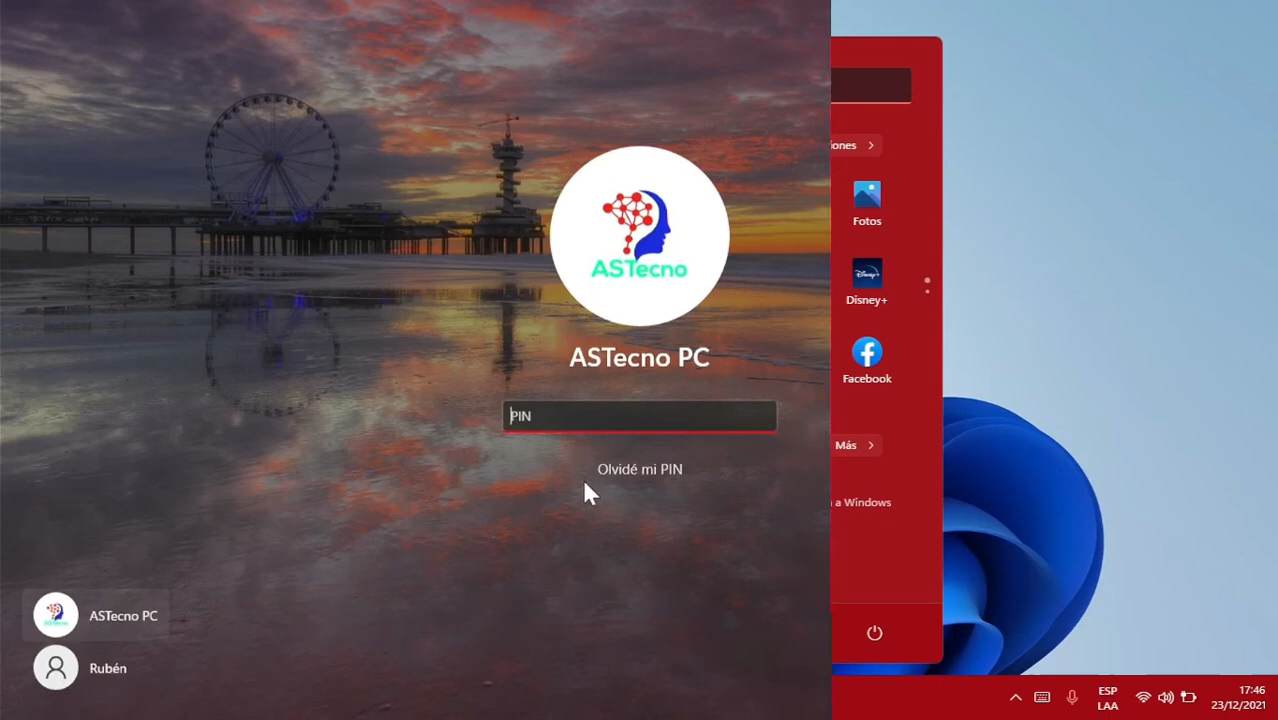 ASTecno
ASTecno PC
PIN
Olvidé mi PIN
ASTecno PC
Rubén
iones
Fotos
Disney+
Facebook
Más
a Windows
ESP
LAA
17:46
23/12/2021